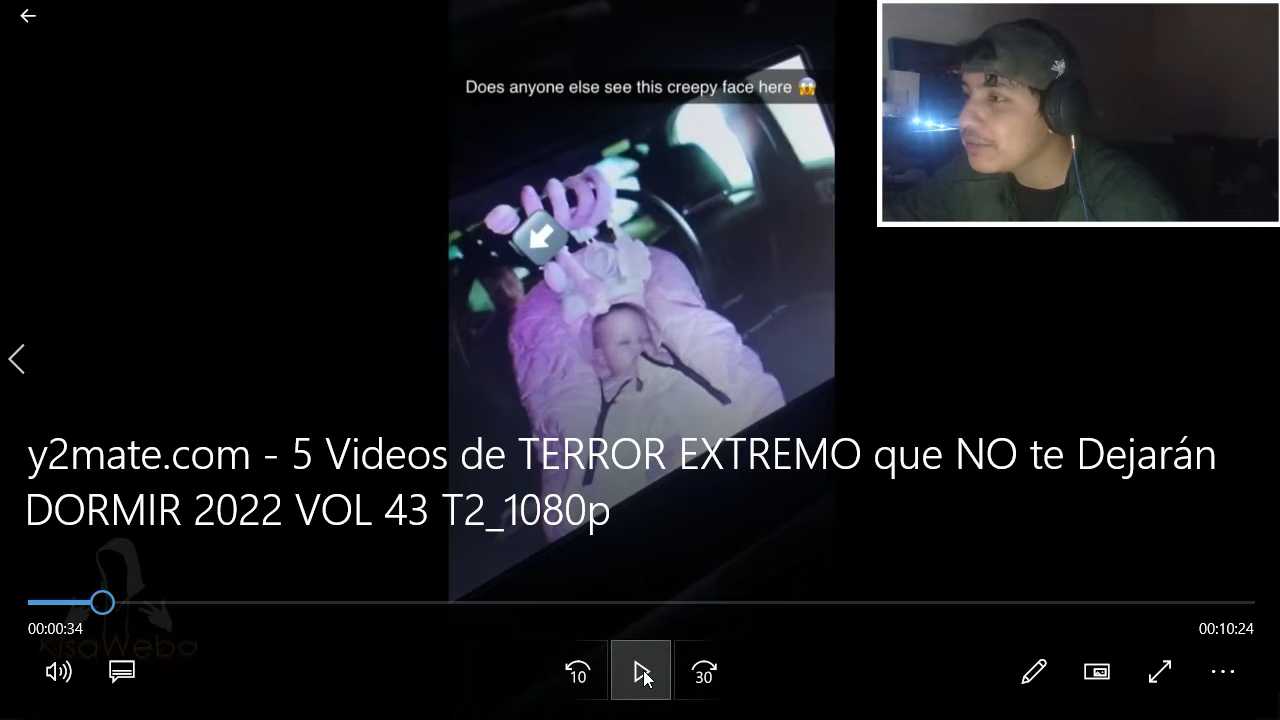 Does anyone else see this creepy face here 😱
y2mate.com - 5 Videos de TERROR EXTREMO que NO te Dejarán
DORMIR 2022 VOL 43 T2_1080p
KisaWeba
00:00:34
00:10:24
10
30